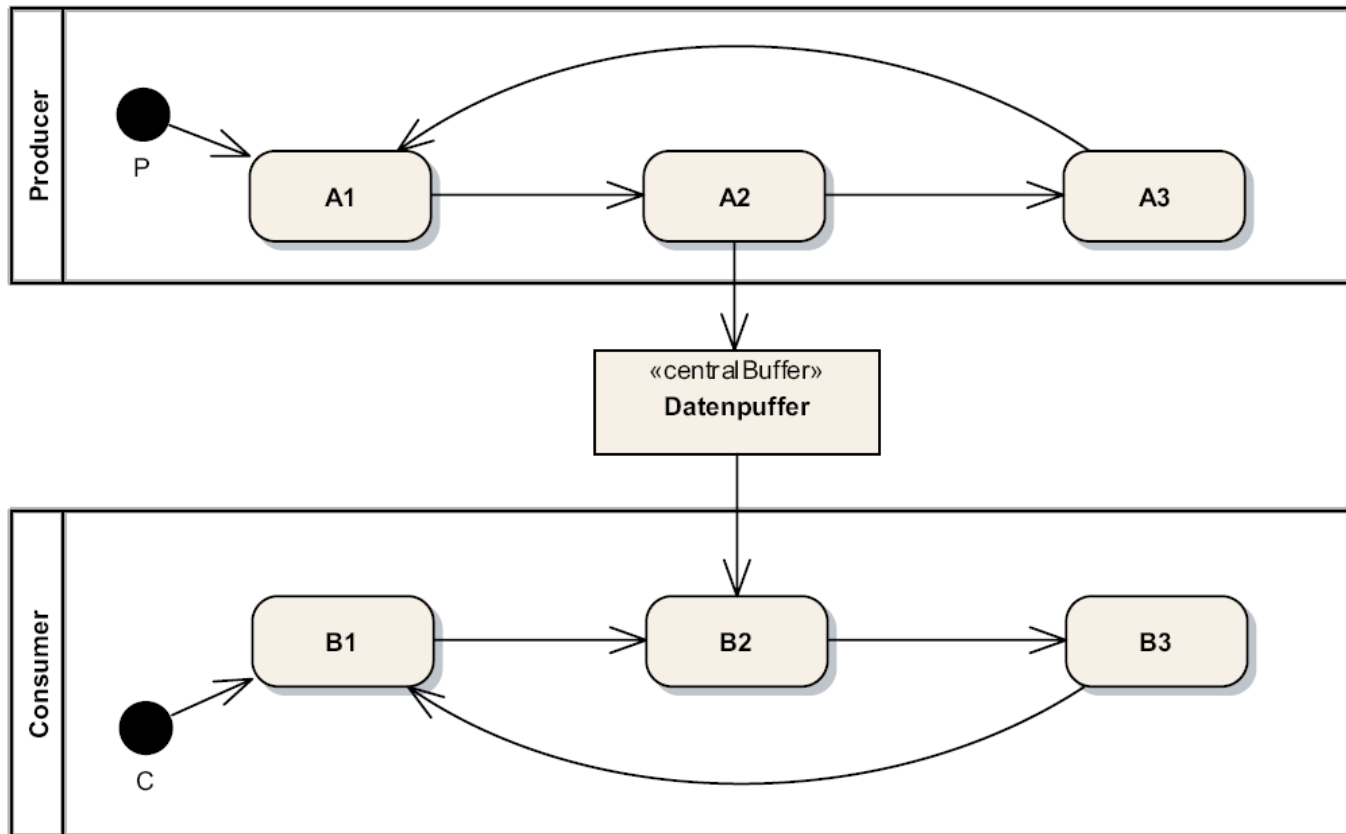 Producer
P
A1
A2
A3
«centralBuffer»
Datenpuffer
Consumer
B1
B2
B3
C